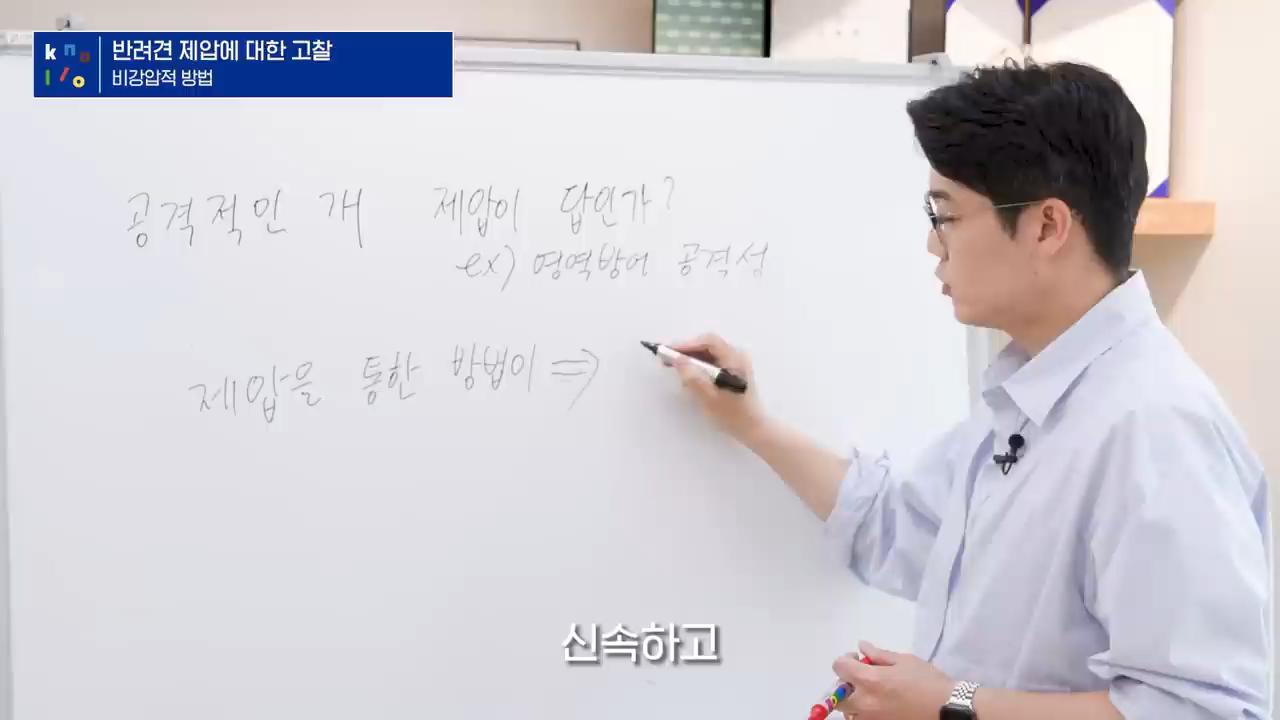 knol
l/o
반려견 제압에 대한 고찰
비강압적 방법
공격적인 개 제압이 답인가?
ex) 영역방어 공격성
제압을 통한 방법이 ⇒
신속하고